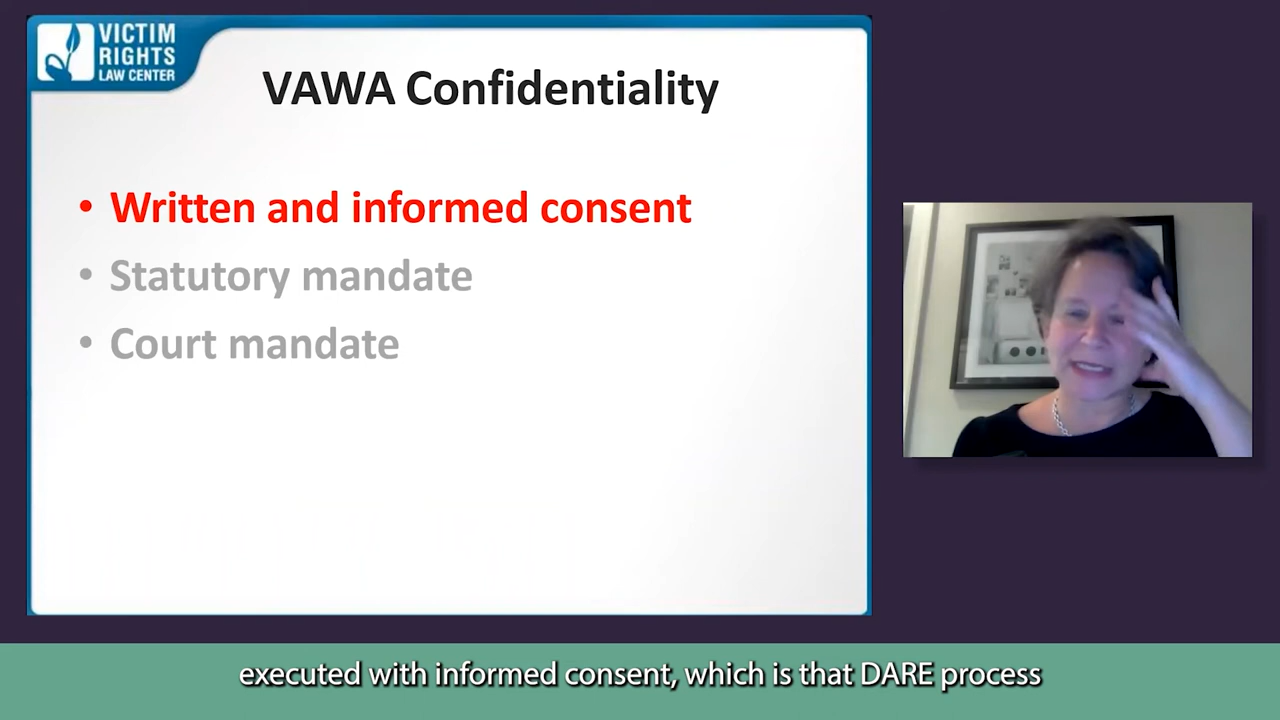 VICTIM
RIGHTS
LAW CENTER
VAWA Confidentiality
• Written and informed consent
• Statutory mandate
• Court mandate
executed with informed consent, which is that DARE process